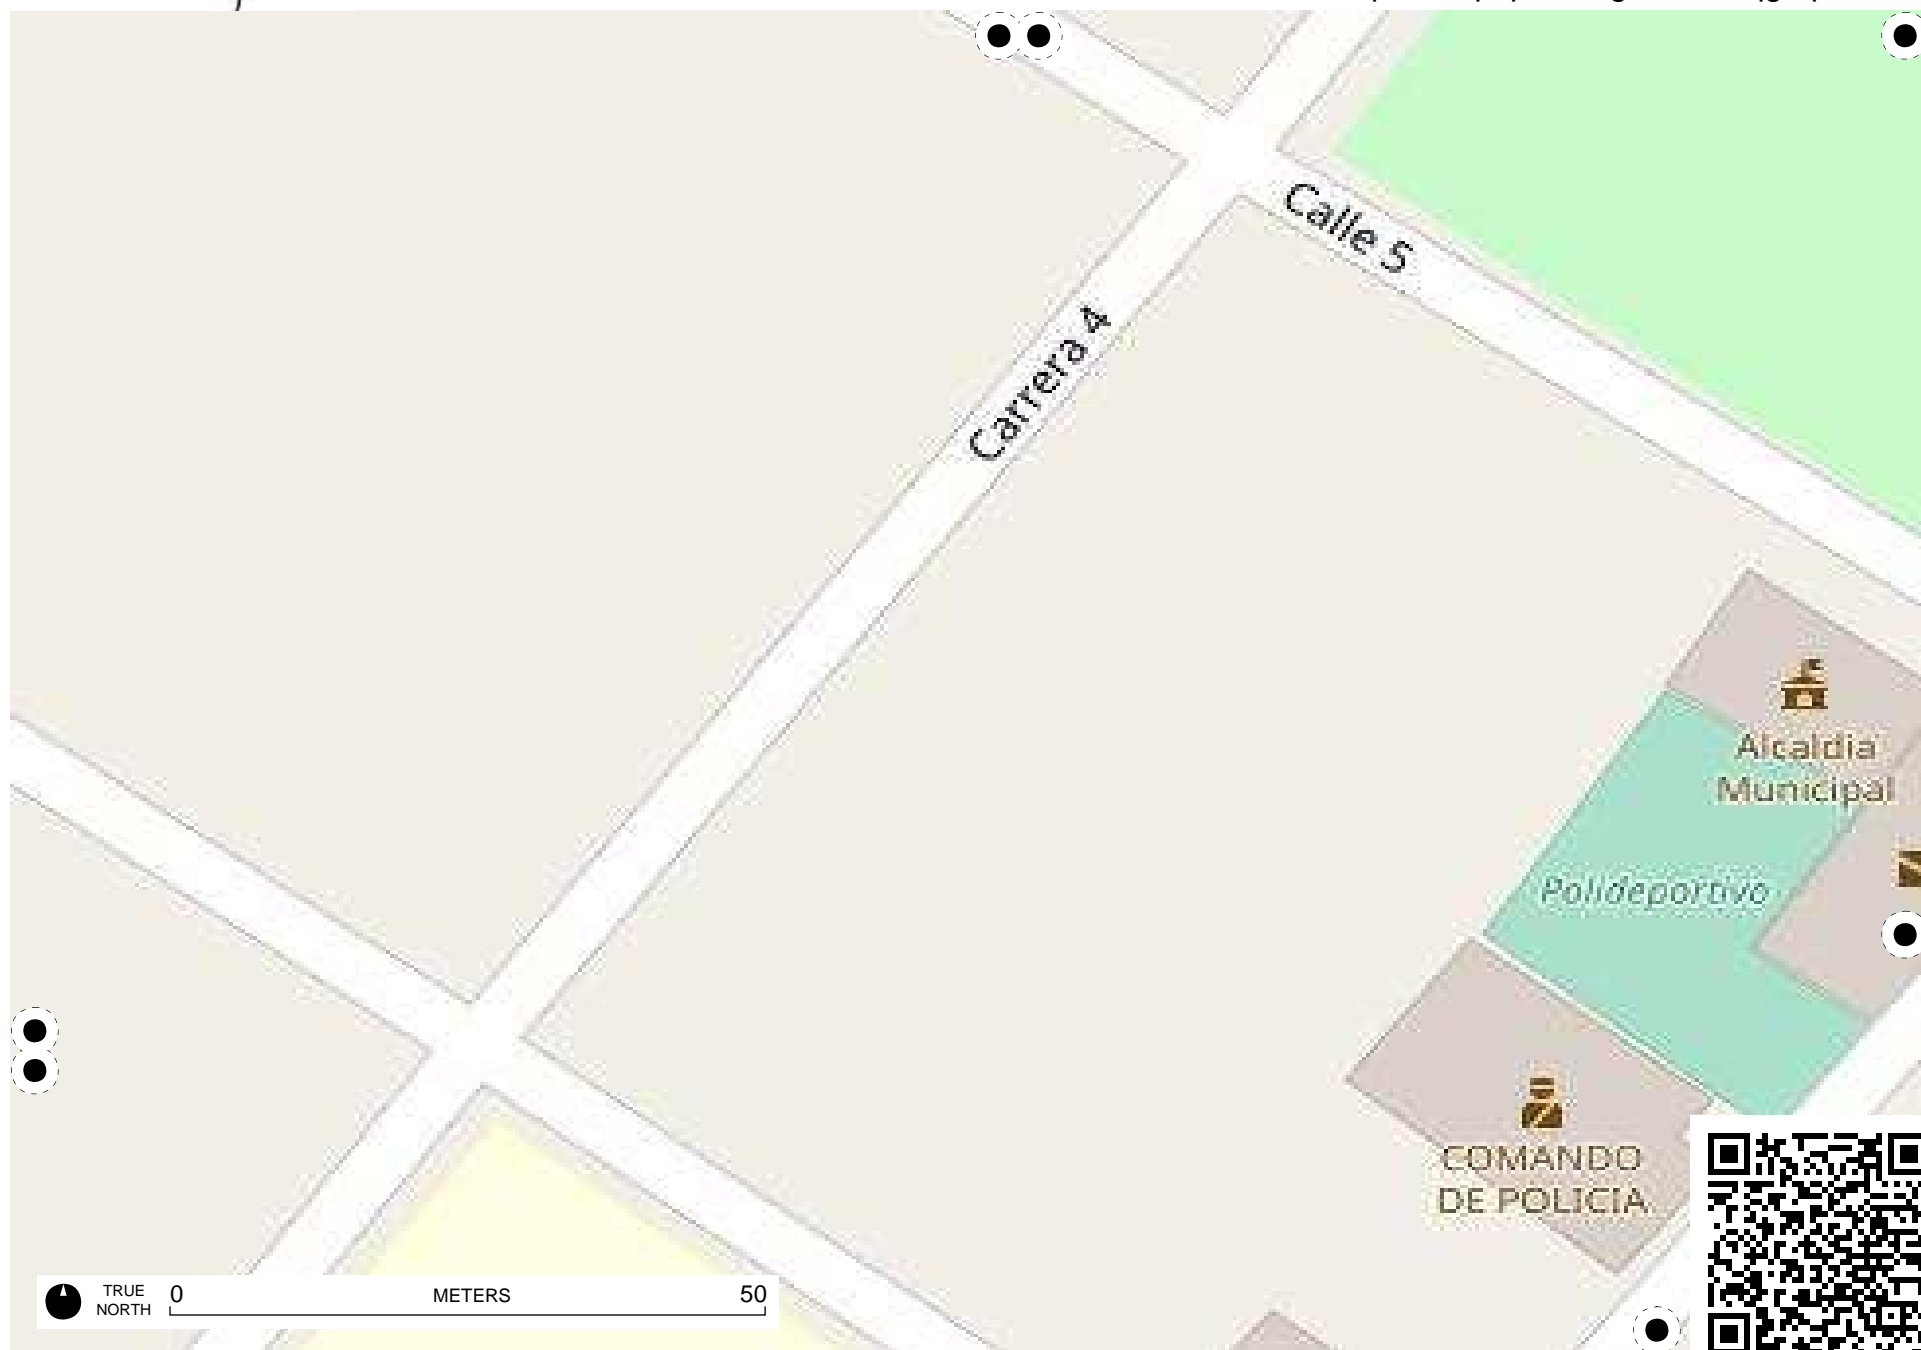 Calle 5
Carrera 4
Alcaldia
Municipal
Polideportivo
COMANDO
DE POLICIA
TRUE
NORTH
0 METERS 50